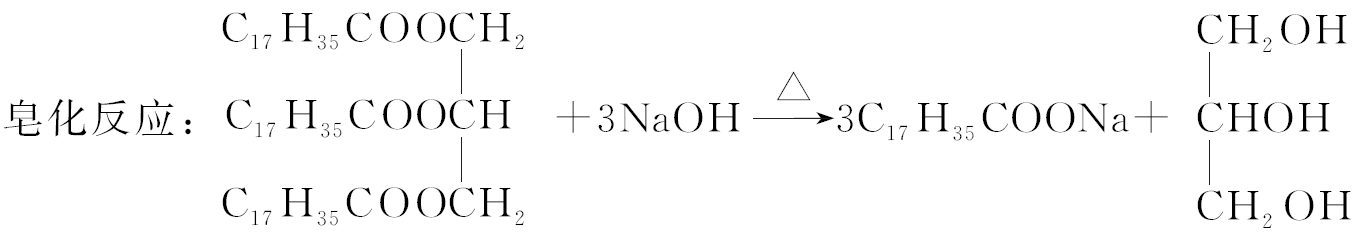 C₁₇H₃₅COOCH₂ CH₂OH
皂化反应：C₁₇H₃₅COOCH +3NaOH △ 3C₁₇H₃₅COONa+ CHOH
C₁₇H₃₅COOCH₂ CH₂OH